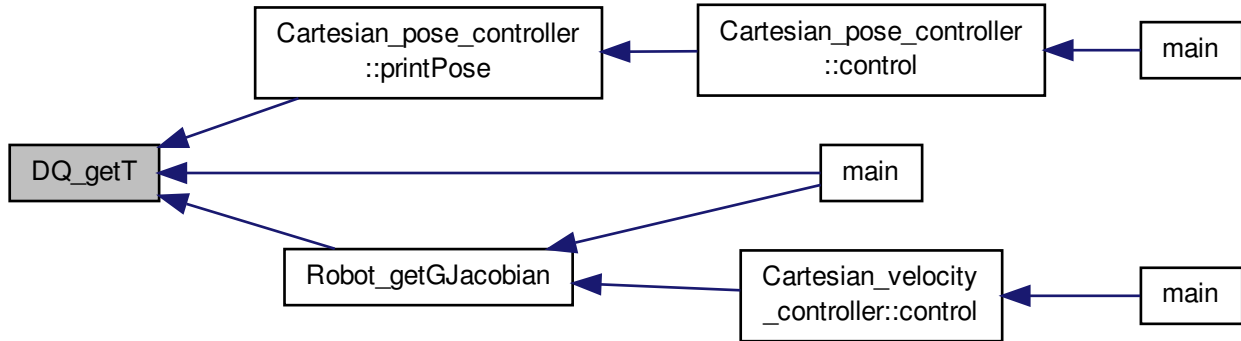 Cartesian_pose_controller
::printPose
Cartesian_pose_controller
::control
main
DQ_getT
main
Robot_getGJacobian
Cartesian_velocity
_controller::control
main